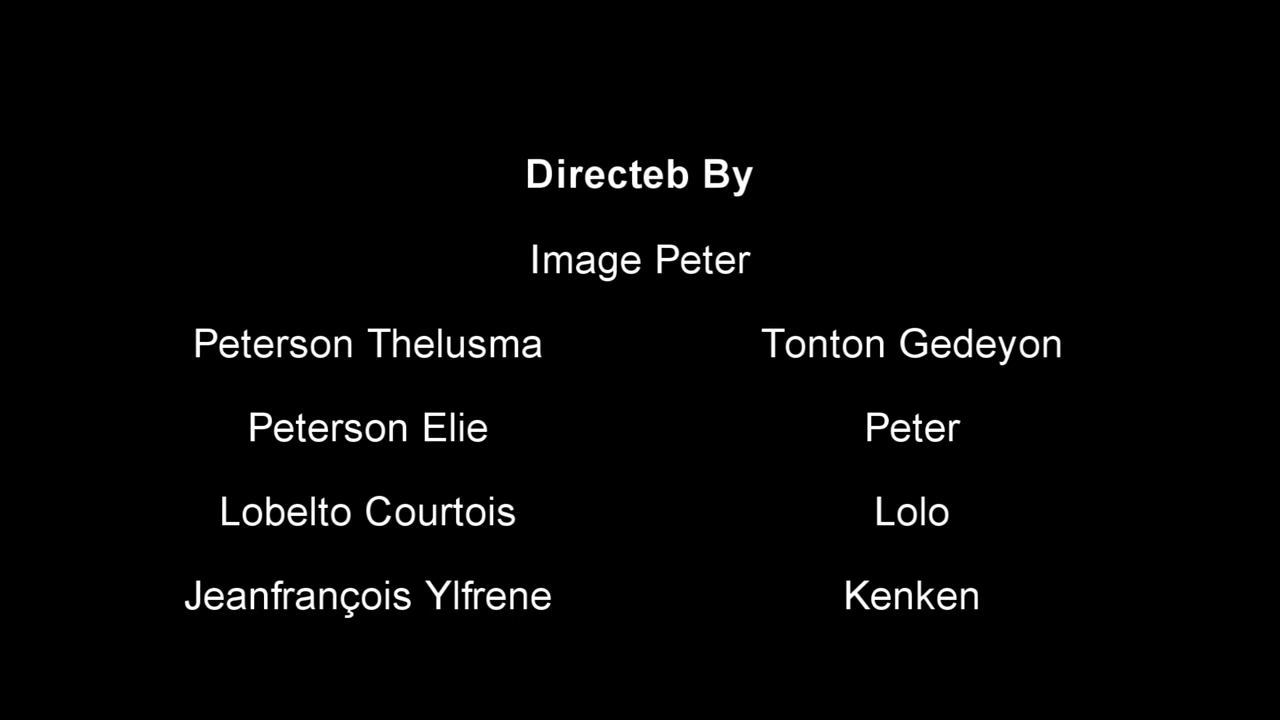 Directeb By
Image Peter
Peterson Thelusma Tonton Gedeyon
Peterson Elie Peter
Lobelto Courtois Lolo
Jeanfrançois Ylfrene Kenken